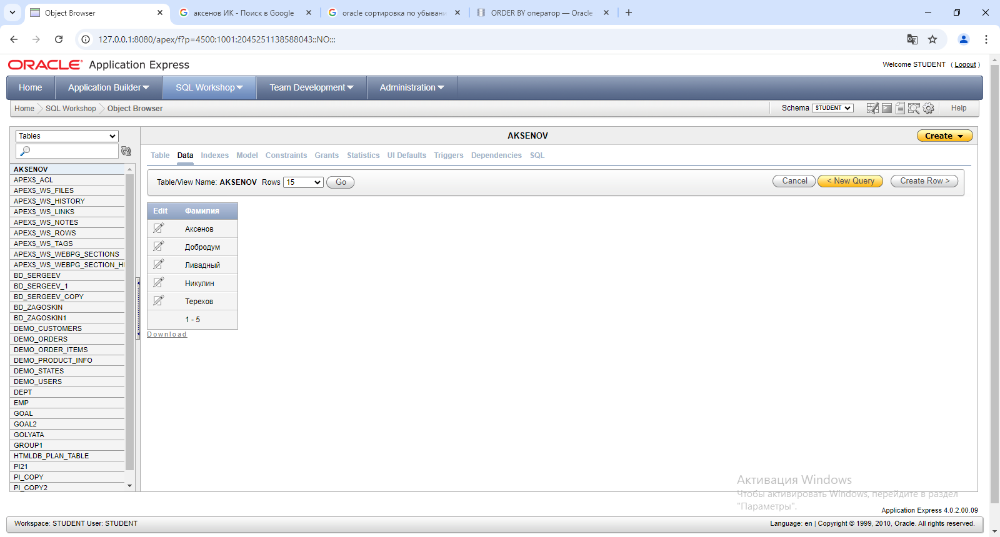 Object Browser
аксенов ИК - Поиск в Google
oracle сортировка по убывани
ORDER BY оператор — Oracle
127.0.0.1:8080/apex/f?p=4500:1001:2045251138588043::NO:::
ORACLE Application Express
Welcome STUDENT ( Logout )
Home
Application Builder
SQL Workshop
Team Development
Administration
Home
SQL Workshop
Object Browser
Schema STUDENT
Help
Tables
AKSENOV
APEX$_ACL
APEX$_WS_FILES
APEX$_WS_HISTORY
APEX$_WS_LINKS
APEX$_WS_NOTES
APEX$_WS_ROWS
APEX$_WS_TAGS
APEX$_WS_WEBPG_SECTIONS
APEX$_WS_WEBPG_SECTION_HI
BD_SERGEEV
BD_SERGEEV_1
BD_SERGEEV_COPY
BD_ZAGOSKIN
BD_ZAGOSKIN1
DEMO_CUSTOMERS
DEMO_ORDERS
DEMO_ORDER_ITEMS
DEMO_PRODUCT_INFO
DEMO_STATES
DEMO_USERS
DEPT
EMP
GOAL
GOAL2
GOLYATA
GROUP1
HTMLDB_PLAN_TABLE
PI21
PI_COPY
PI_COPY2
AKSENOV
Create
Table Data Indexes Model Constraints Grants Statistics UI Defaults Triggers Dependencies SQL
Table/View Name: AKSENOV Rows 15 Go
Cancel < New Query Create Row >
Edit Фамилия
Аксенов
Добродум
Ливадный
Никулин
Терехов
1 - 5
Download
Активация Windows
Чтобы активировать Windows, перейдите в раздел
"Параметры".
Application Express 4.0.2.00.09
Workspace: STUDENT User: STUDENT
Language: en | Copyright © 1999, 2010, Oracle. All rights reserved.